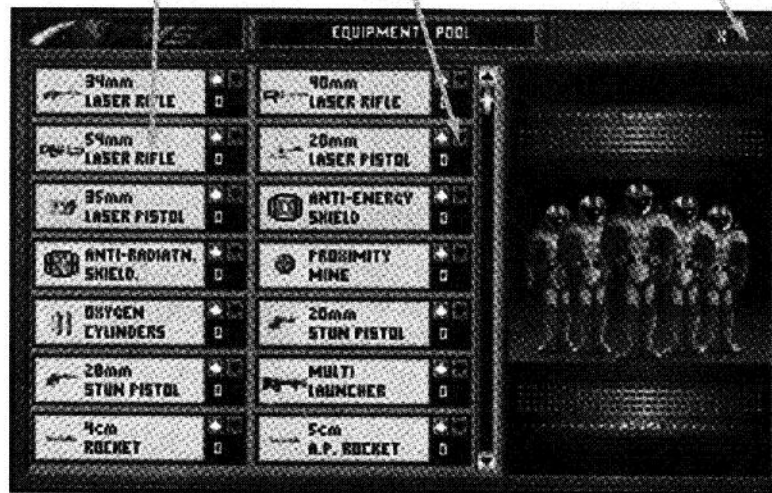 EQUIPMENT POOL
X
34mm
LASER RIFLE
0
40mm
LASER RIFLE
0
54mm
LASER RIFLE
0
20mm
LASER PISTOL
0
35mm
LASER PISTOL
0
ANTI-ENERGY
SHIELD
0
ANTI-RADIATN.
SHIELD.
0
PROXIMITY
MINE
0
OXYGEN
CYLINDERS
0
20mm
STUN PISTOL
0
28mm
STUN PISTOL
0
MULTI
LAUNCHER
0
4cm
ROCKET
0
5cm
A.P. ROCKET
0